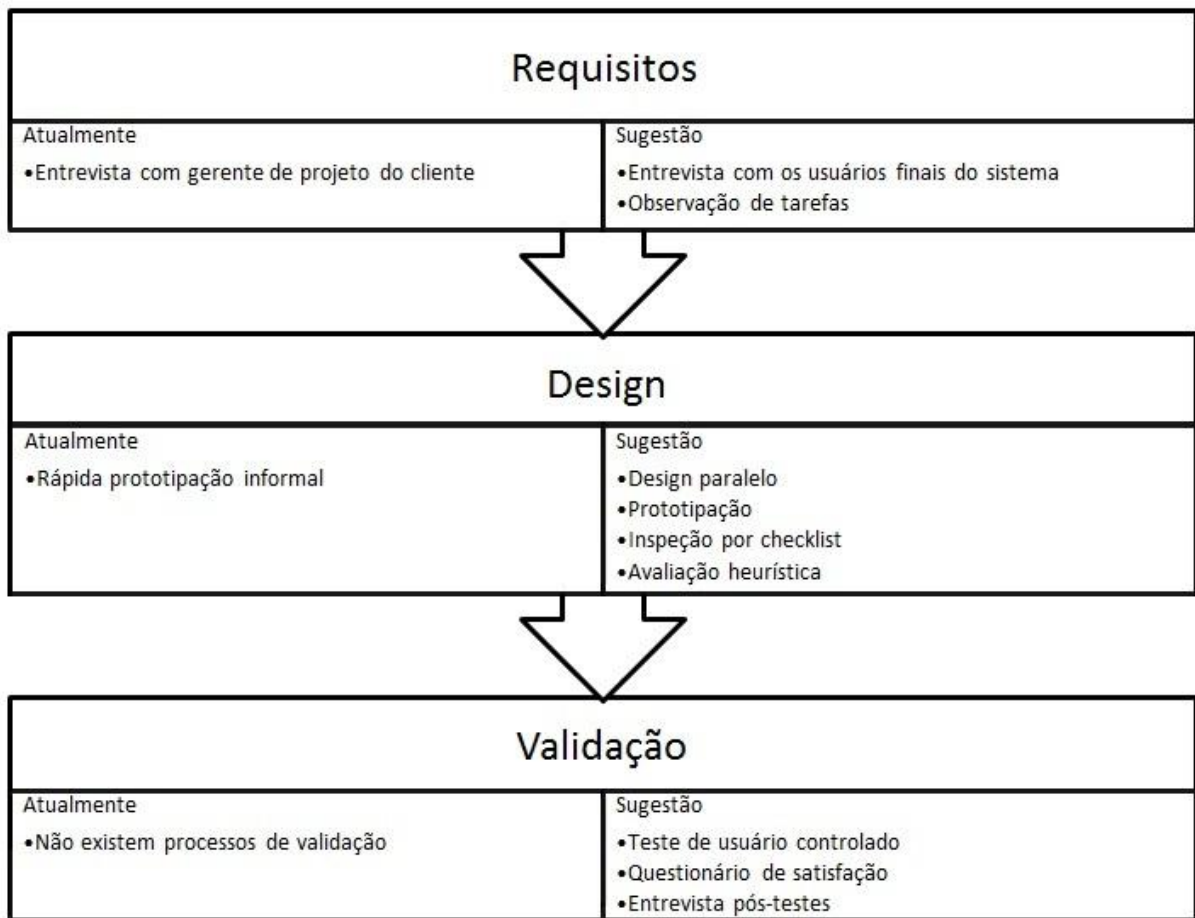 Requisitos
Atualmente
•Entrevista com gerente de projeto do cliente
Sugestão
•Entrevista com os usuários finais do sistema
•Observação de tarefas
Design
Atualmente
•Rápida prototipação informal
Sugestão
•Design paralelo
•Prototipação
•Inspeção por checklist
•Avaliação heurística
Validação
Atualmente
•Não existem processos de validação
Sugestão
•Teste de usuário controlado
•Questionário de satisfação
•Entrevista pós-testes